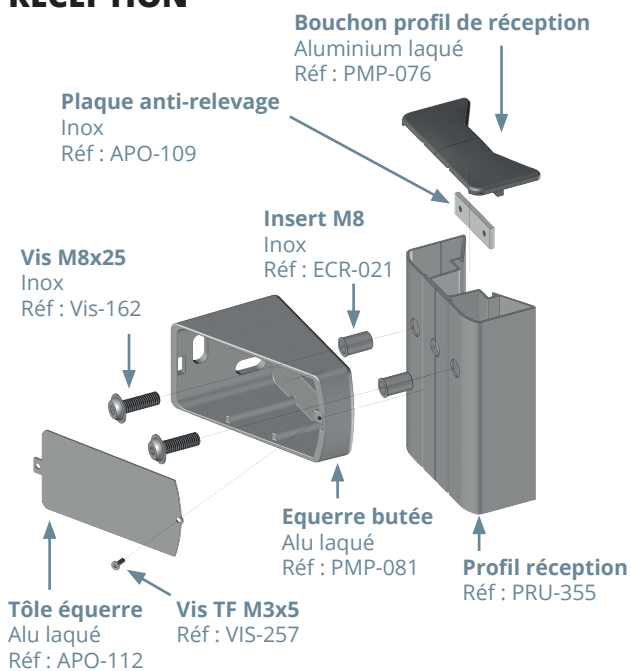 RÉCEPTION
Bouchon profil de réception
Aluminium laqué
Réf : PMP-076
Plaque anti-relevage
Inox
Réf : APO-109
Insert M8
Inox
Réf : ECR-021
Vis M8x25
Inox
Réf : Vis-162
Equerre butée
Alu laqué
Réf : PMP-081
Profil réception
Réf : PRU-355
Tôle équerre
Alu laqué
Réf : APO-112
Vis TF M3x5
Réf : VIS-257